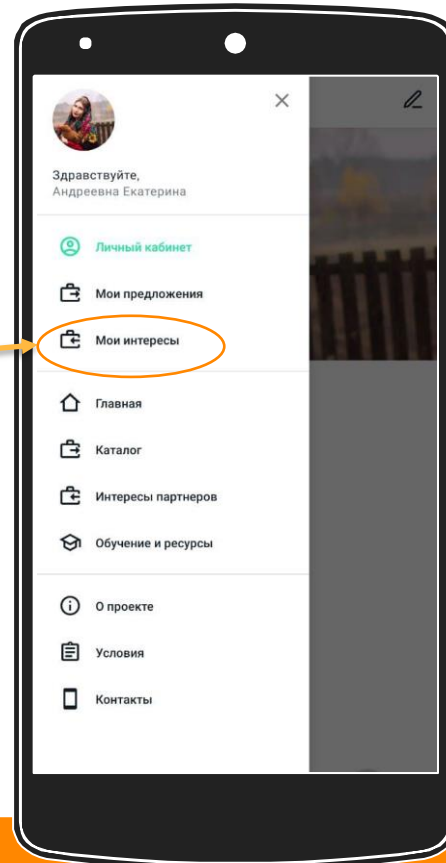 Здравствуйте,
Андреевна Екатерина
Личный кабинет
Мои предложения
Мои интересы
Главная
Каталог
Интересы партнеров
Обучение и ресурсы
О проекте
Условия
Контакты